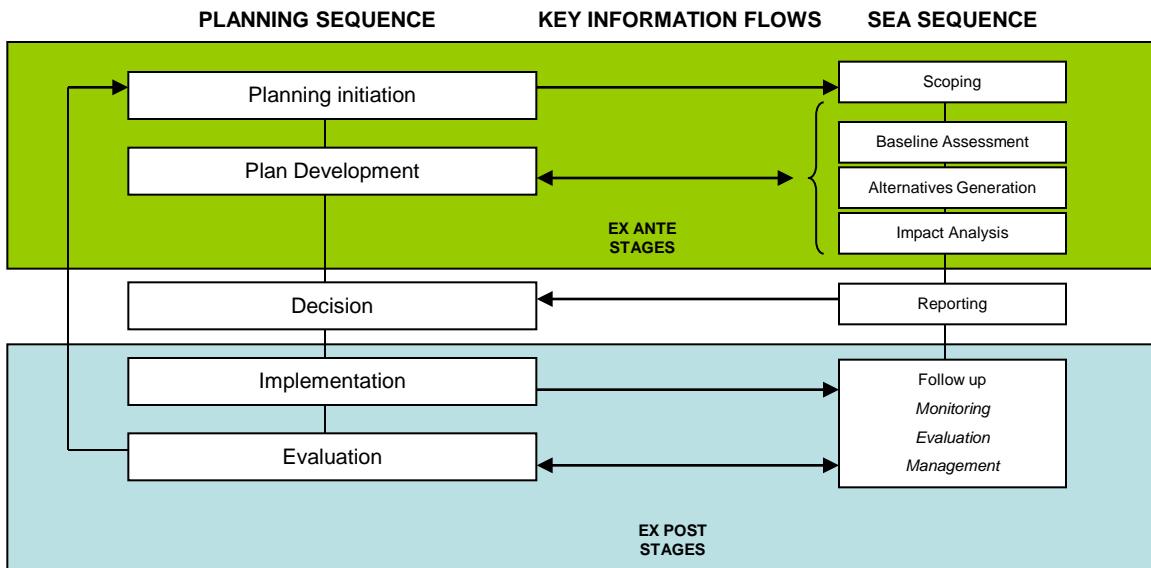 PLANNING SEQUENCE
KEY INFORMATION FLOWS
SEA SEQUENCE
Planning initiation
Scoping
Plan Development
Baseline Assessment
Alternatives Generation
Impact Analysis
EX ANTE
STAGES
Decision
Reporting
Implementation
Evaluation
Follow up
Monitoring
Evaluation
Management
EX POST
STAGES